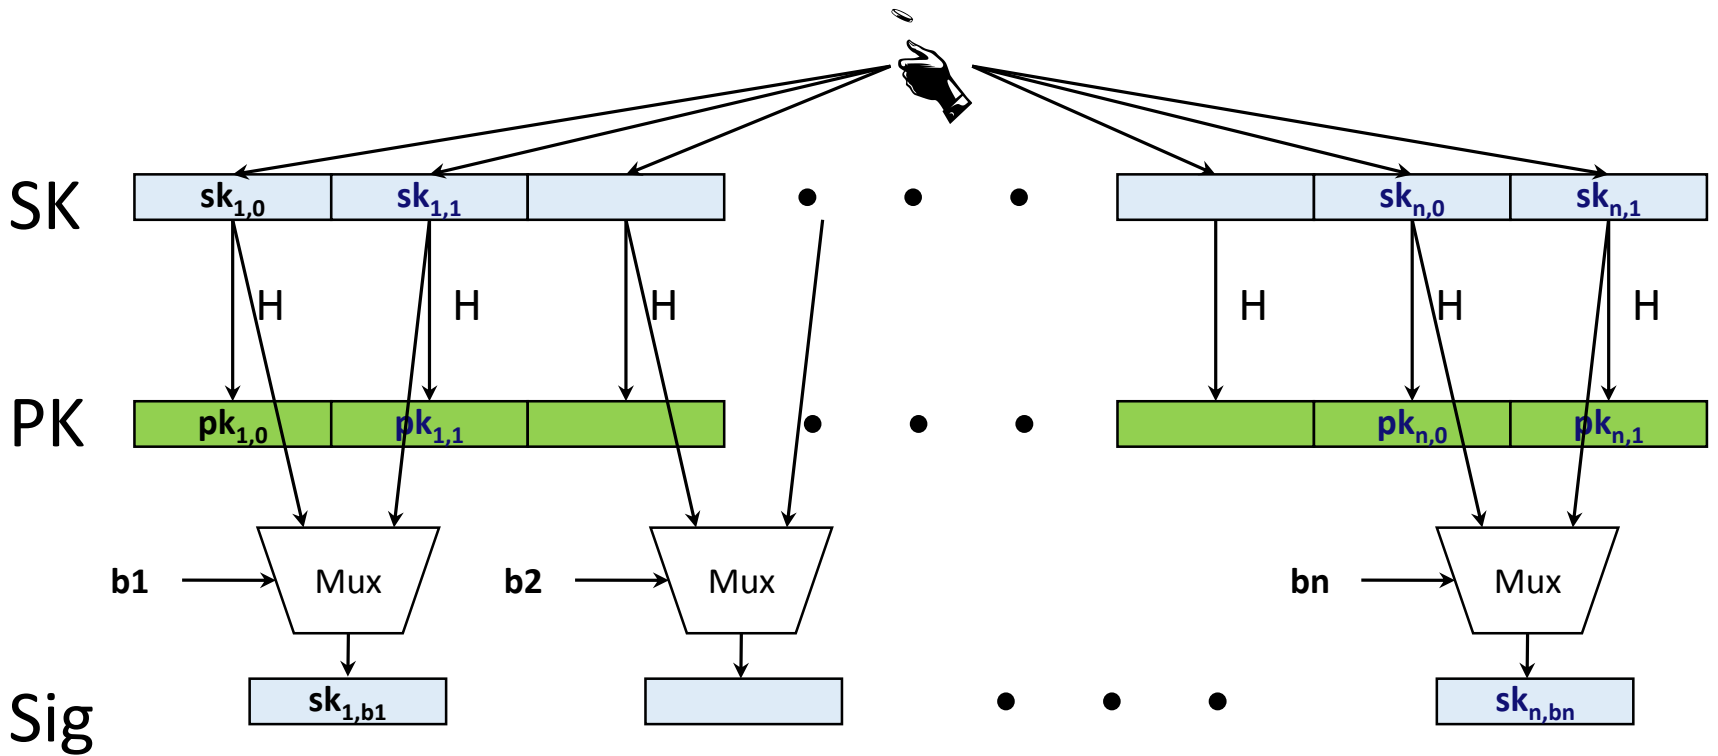 SK sk1,0 sk1,1 skn,0 skn,1
H H H H H H
PK pk1,0 pk1,1 pkn,0 pkn,1
b1 Mux b2 Mux bn Mux
Sig sk1,b1 skn,bn